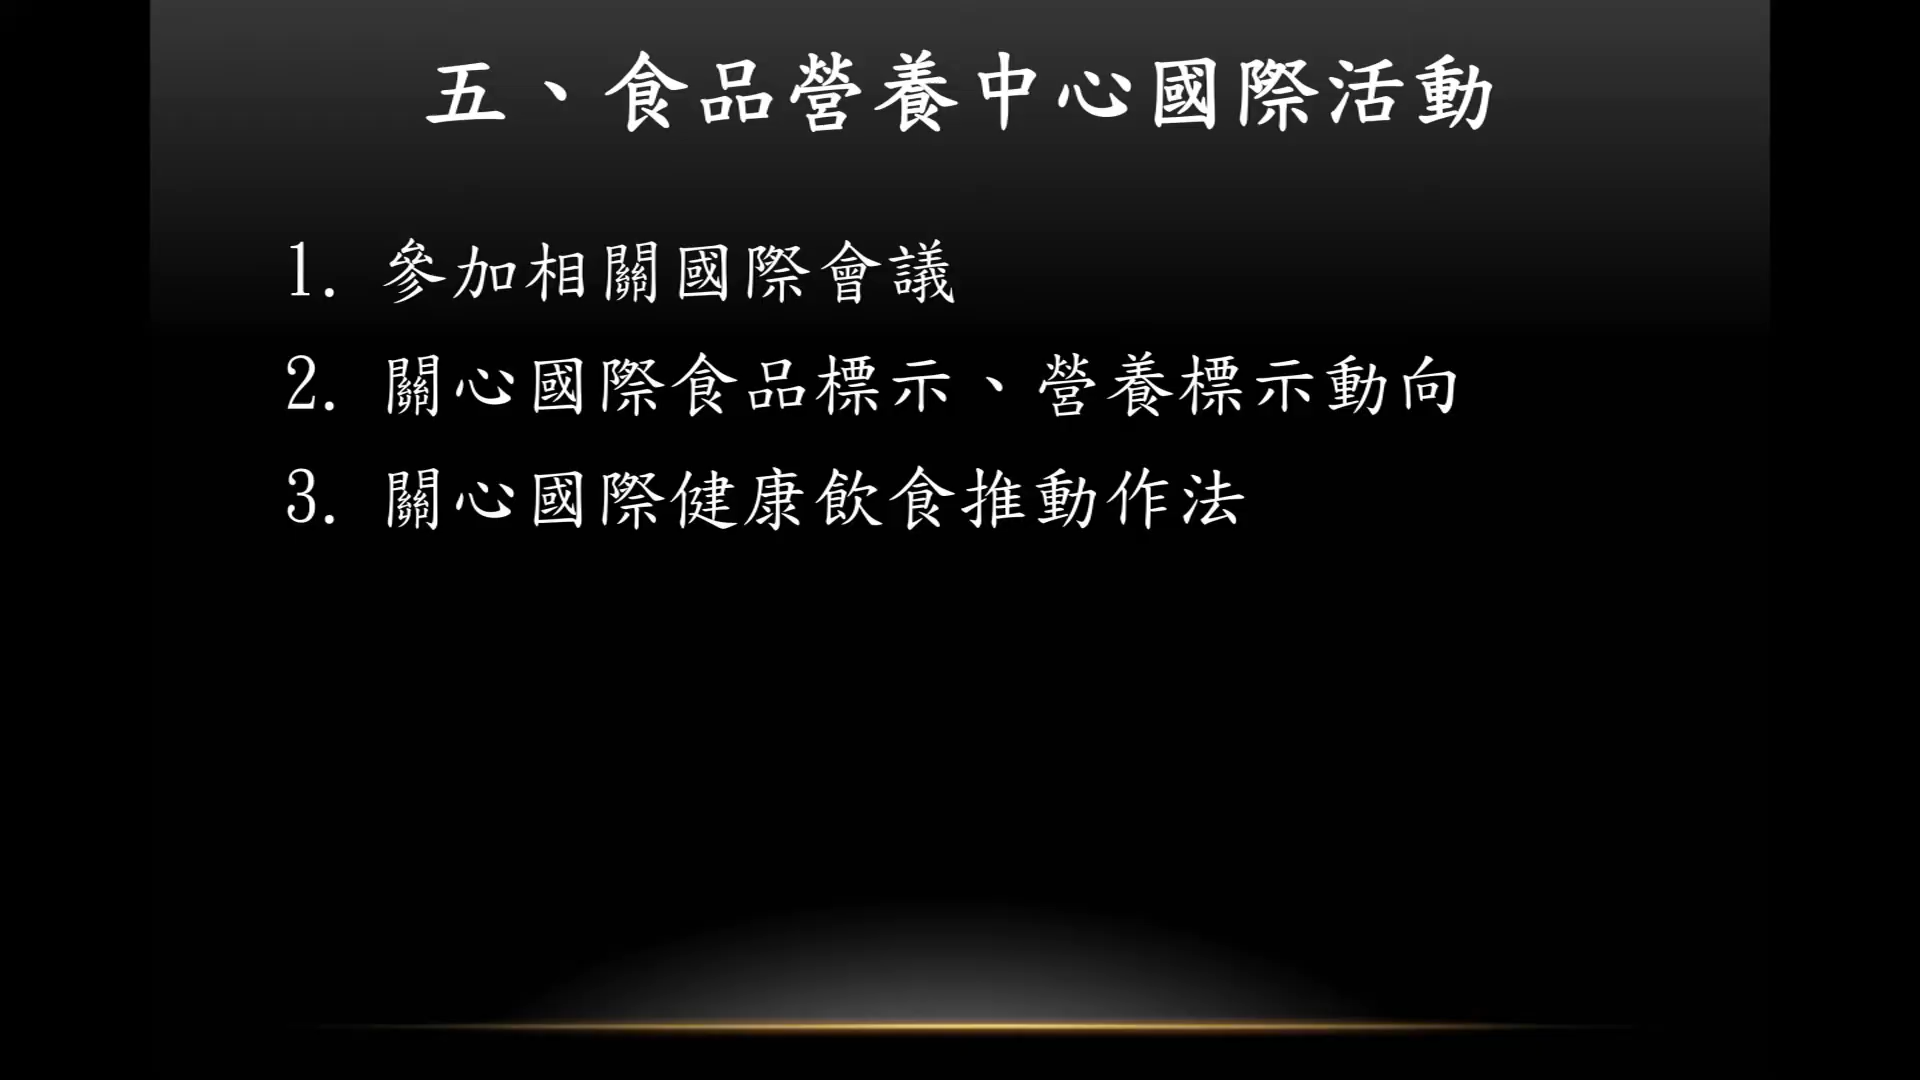 五、食品營養中心國際活動
1. 參加相關國際會議
2. 關心國際食品標示、營養標示動向
3. 關心國際健康飲食推動作法